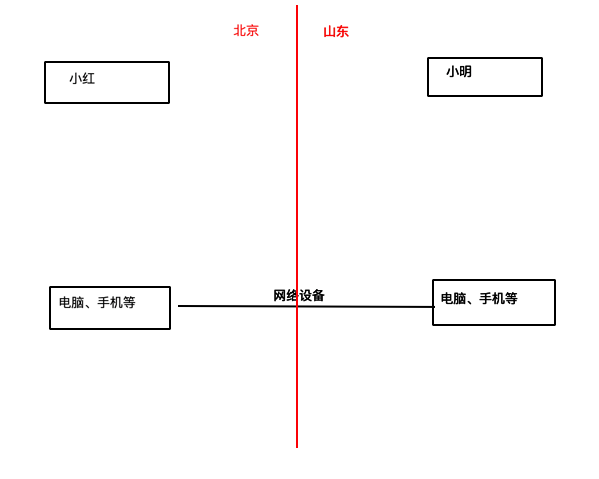 北京
山东
小红
小明
网络设备
电脑、手机等
电脑、手机等